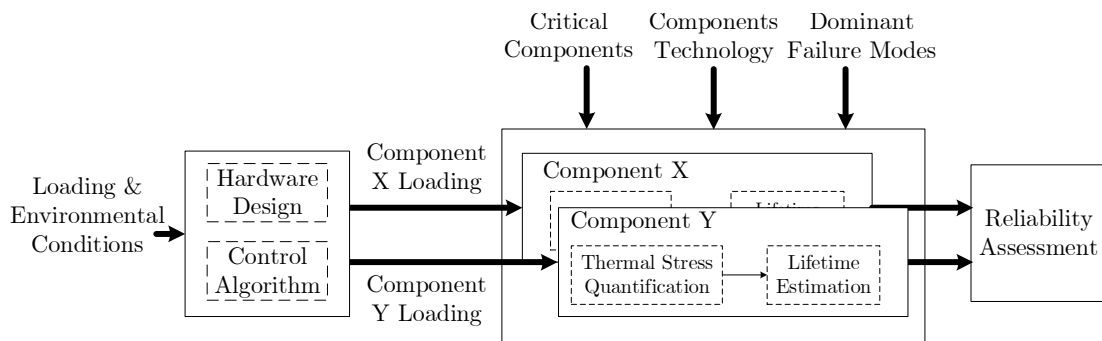 Critical
Components
Components
Technology
Dominant
Failure Modes
Loading &
Environmental
Conditions
Hardware
Design
Control
Algorithm
Component
X Loading
Component
Y Loading
Component X
Component Y
Thermal Stress
Quantification
Lifetime
Estimation
Reliability
Assessment